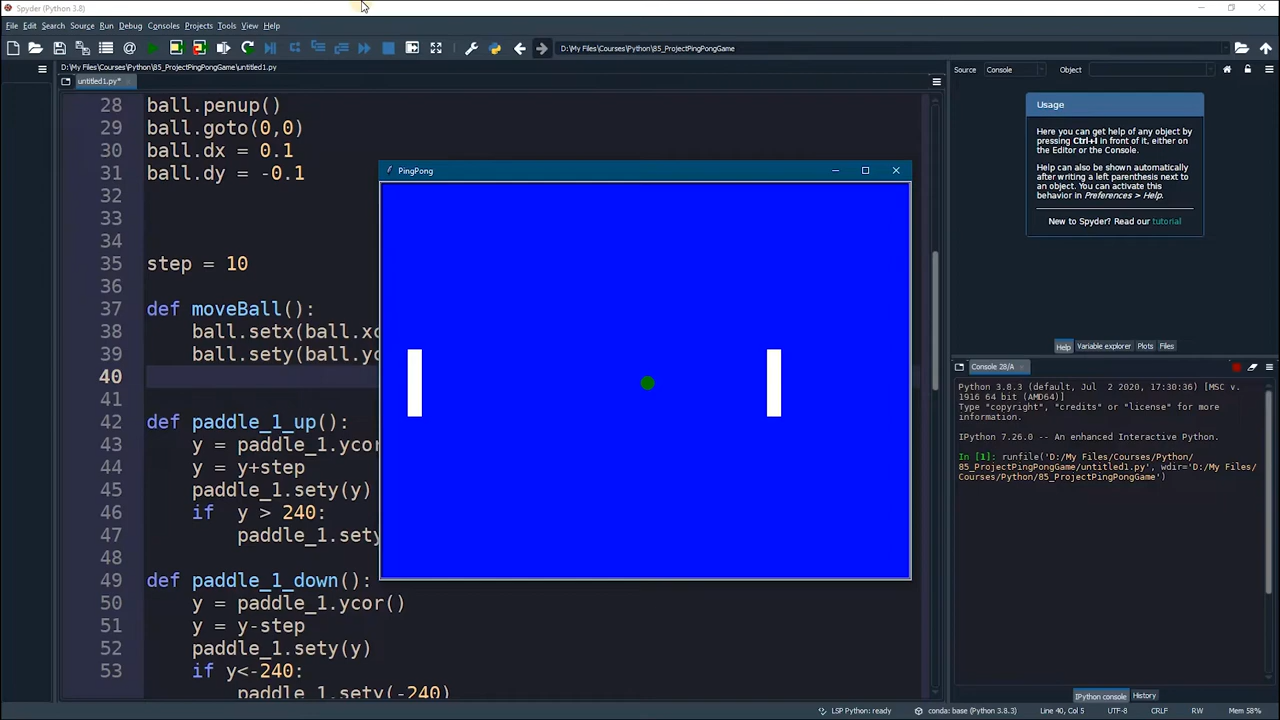 Spyder (Python 3.8)
File Edit Search Source Run Debug Consoles Projects Tools View Help
D:\My Files\Courses\Python\85_ProjectPingPongGame
D:\My Files\Courses\Python\85_ProjectPingPongGame\untitled1.py
untitled1.py*
28 ball.penup()
29 ball.goto(0,0)
30 ball.dx = 0.1
31 ball.dy = -0.1
32
33
34
35 step = 10
36
37 def moveBall():
38 ball.setx(ball.xc
39 ball.sety(ball.yc
40
41
42 def paddle_1_up():
43 y = paddle_1.ycor
44 y = y+step
45 paddle_1.sety(y)
46 if y > 240:
47 paddle_1.sety
48
49 def paddle_1_down():
50 y = paddle_1.ycor()
51 y = y-step
52 paddle_1.sety(y)
53 if y<-240:
paddle_1.sety(-240)
PingPong
Source Console Object
Usage
Here you can get help of any object by
pressing Ctrl+I in front of it, either on
the Editor or the Console.
Help can also be shown automatically
after writing a left parenthesis next to
an object. You can activate this
behavior in Preferences > Help.
New to Spyder? Read our tutorial
Help Variable explorer Plots Files
Console 28/A
Python 3.8.3 (default, Jul 2 2020, 17:30:36) [MSC v.
1916 64 bit (AMD64)]
Type "copyright", "credits" or "license" for more
information.
IPython 7.26.0 -- An enhanced Interactive Python.
In [1]: runfile('D:/My Files/Courses/Python/
85_ProjectPingPongGame/untitled1.py', wdir='D:/My Files/
Courses/Python/85_ProjectPingPongGame')
IPython console History
LSP Python: ready conda: base (Python 3.8.3) Line 40, Col 5 UTF-8 CRLF RW Mem 58%